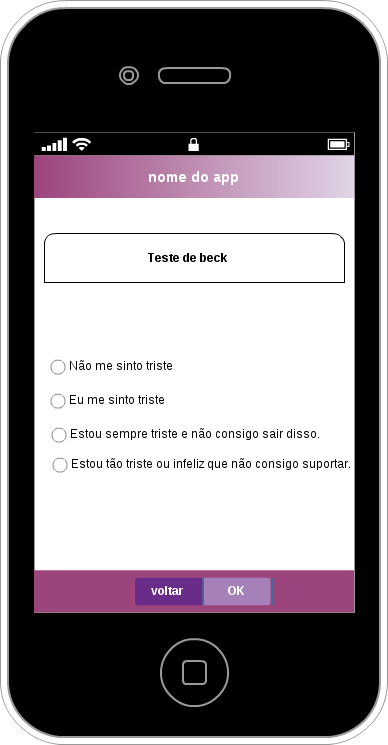 nome do app
Teste de beck
Não me sinto triste
Eu me sinto triste
Estou sempre triste e não consigo sair disso.
Estou tão triste ou infeliz que não consigo suportar.
voltar OK